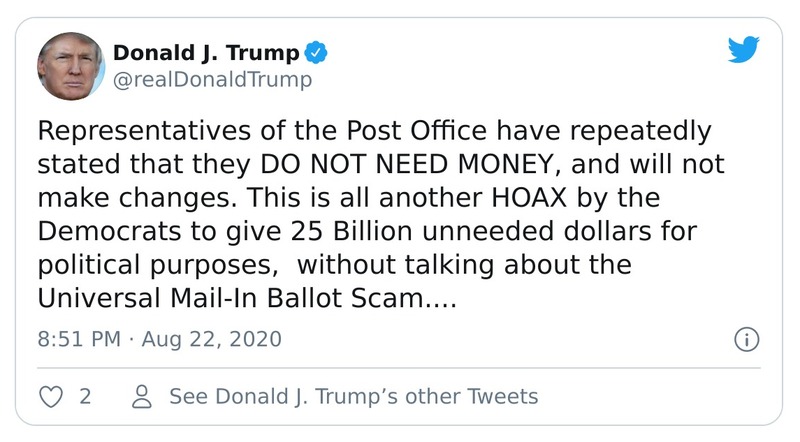 Donald J. Trump
@realDonaldTrump
Representatives of the Post Office have repeatedly
stated that they DO NOT NEED MONEY, and will not
make changes. This is all another HOAX by the
Democrats to give 25 Billion unneeded dollars for
political purposes,  without talking about the
Universal Mail-In Ballot Scam....
8:51 PM · Aug 22, 2020
2 See Donald J. Trump’s other Tweets